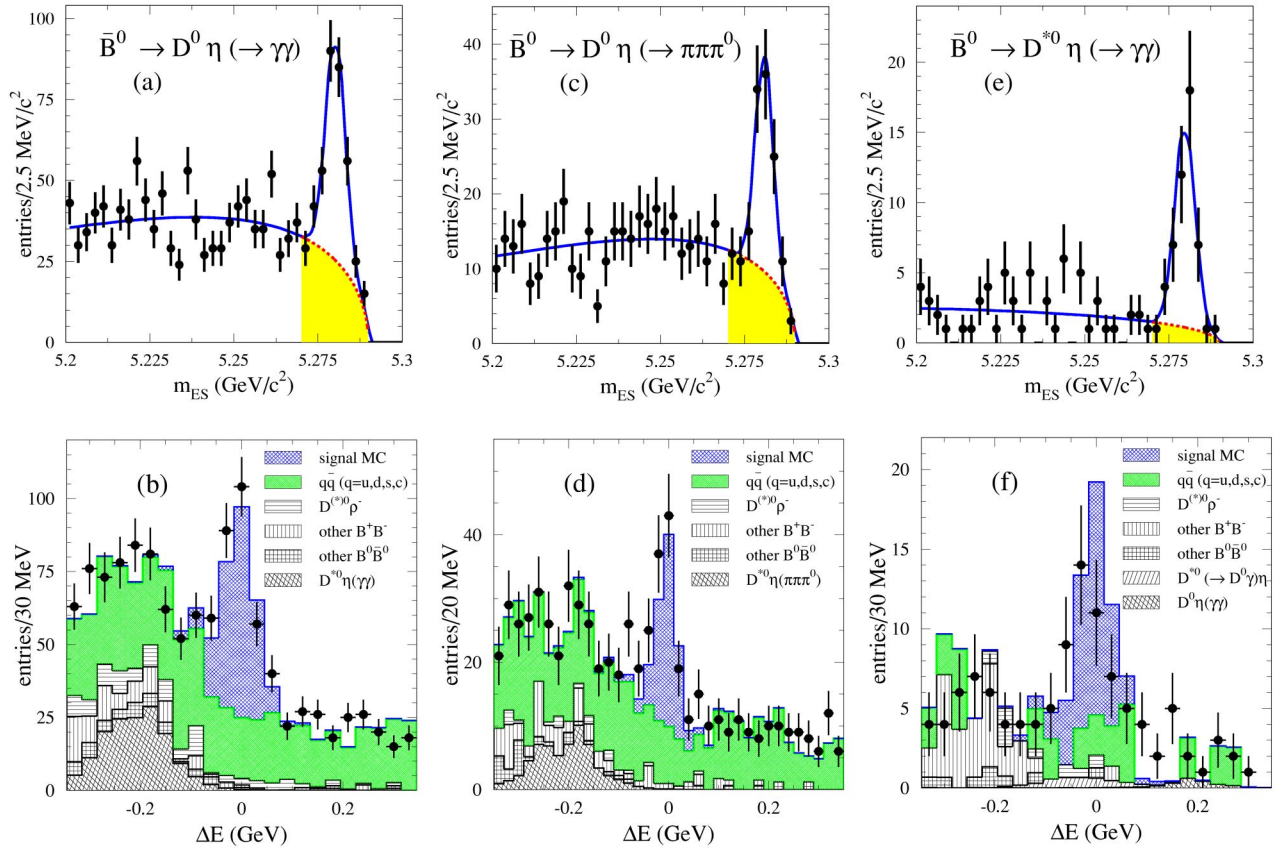 B̄⁰ → D⁰ η (→ γγ)
(a)
entries/2.5 MeV/c²
100
75
50
25
0
5.2 5.225 5.25 5.275 5.3
m_ES (GeV/c²)
B̄⁰ → D⁰ η (→ πππ⁰)
(c)
entries/2.5 MeV/c²
40
30
20
10
0
5.2 5.225 5.25 5.275 5.3
m_ES (GeV/c²)
B̄⁰ → D*⁰ η (→ γγ)
(e)
entries/2.5 MeV/c²
20
15
10
5
0
5.2 5.225 5.25 5.275 5.3
m_ES (GeV/c²)
(b)
signal MC
qq̄ (q=u,d,s,c)
D⁽*⁾⁰ρ⁻
other B⁺B⁻
other B⁰B̄⁰
D*⁰η(γγ)
entries/30 MeV
100
75
50
25
0
-0.2 0 0.2
ΔE (GeV)
(d)
signal MC
qq̄ (q=u,d,s,c)
D⁽*⁾⁰ρ⁻
other B⁺B⁻
other B⁰B̄⁰
D*⁰η(πππ⁰)
entries/20 MeV
40
20
0
-0.2 0 0.2
ΔE (GeV)
(f)
signal MC
qq̄ (q=u,d,s,c)
D⁽*⁾⁰ρ⁻
other B⁺B⁻
other B⁰B̄⁰
D*⁰ (→ D⁰γ)η
D⁰η(γγ)
entries/30 MeV
20
15
10
5
0
-0.2 0 0.2
ΔE (GeV)